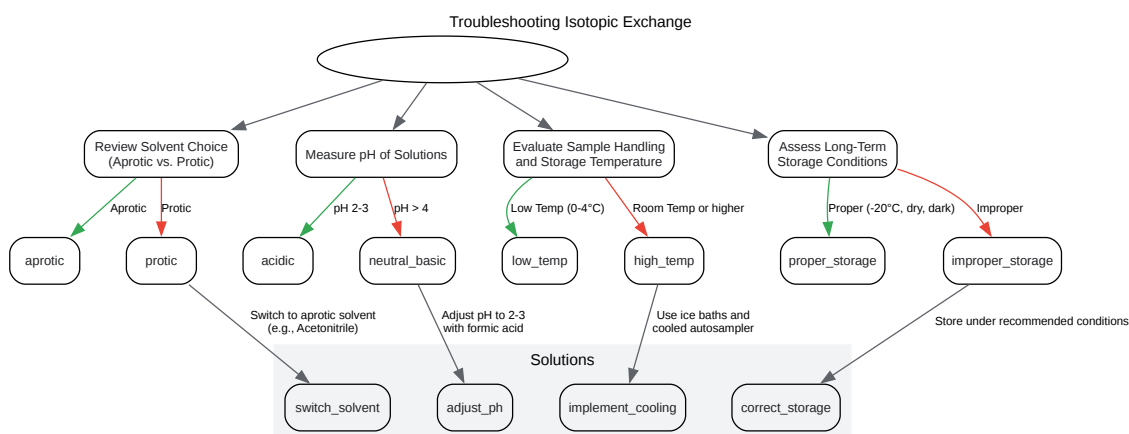 Troubleshooting Isotopic Exchange
Review Solvent Choice
(Aprotic vs. Protic)
Measure pH of Solutions
Evaluate Sample Handling
and Storage Temperature
Assess Long-Term
Storage Conditions
Aprotic
Protic
pH 2-3
pH > 4
Low Temp (0-4°C)
Room Temp or higher
Proper (-20°C, dry, dark)
Improper
aprotic
protic
acidic
neutral_basic
low_temp
high_temp
proper_storage
improper_storage
Switch to aprotic solvent
(e.g., Acetonitrile)
Adjust pH to 2-3
with formic acid
Use ice baths and
cooled autosampler
Store under recommended conditions
Solutions
switch_solvent
adjust_ph
implement_cooling
correct_storage